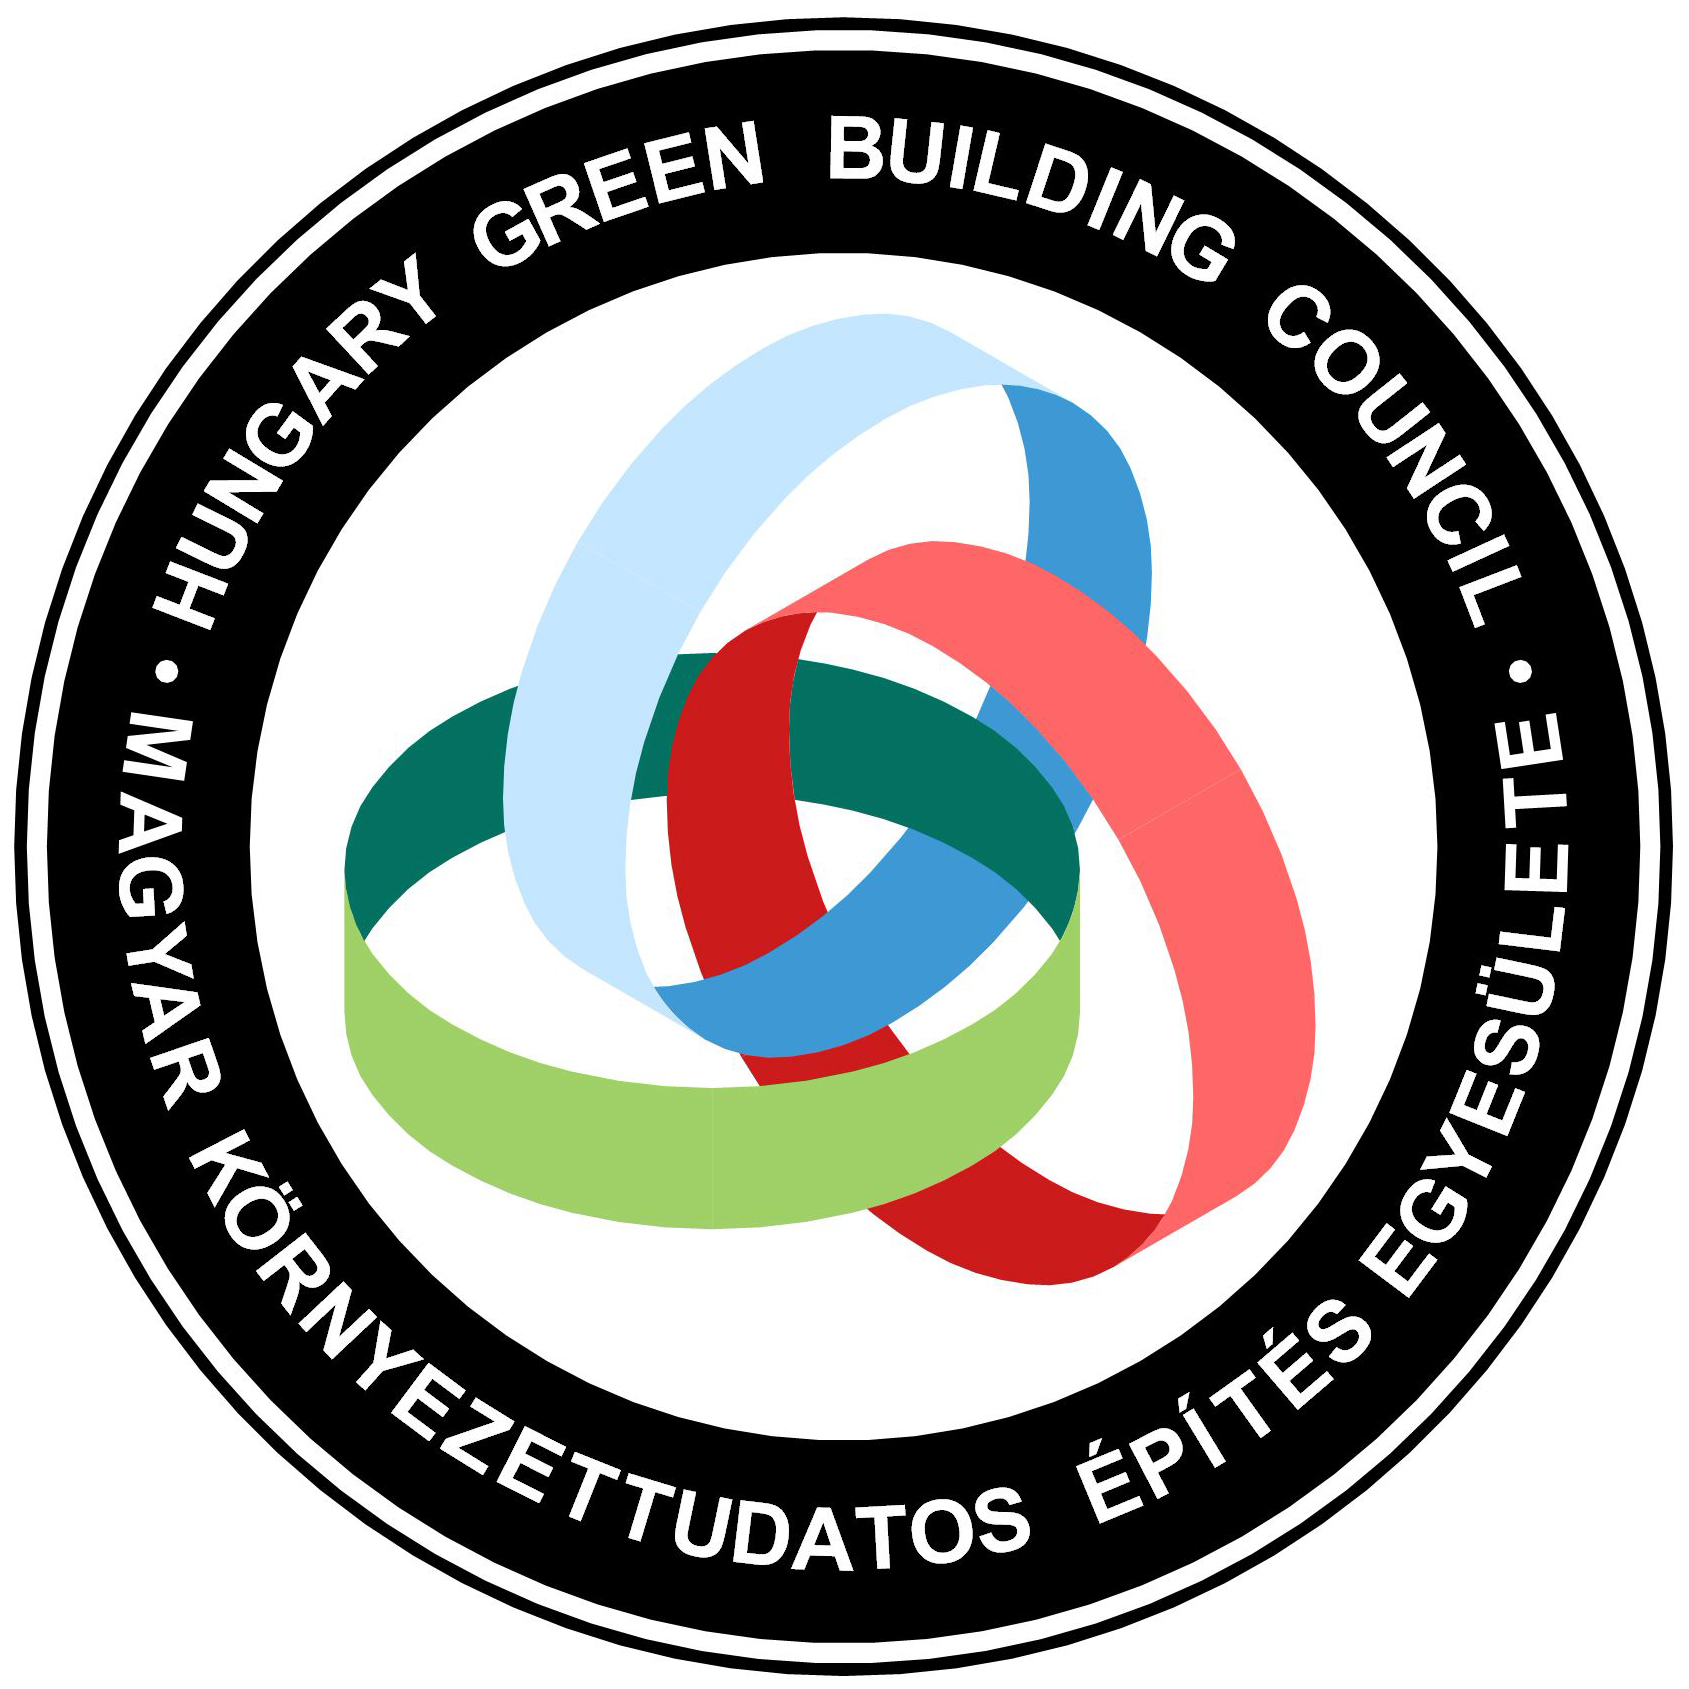 HUNGARY GREEN BUILDING COUNCIL
• MAGYAR KÖRNYEZETTUDATOS ÉPÍTÉS EGYESÜLETE •